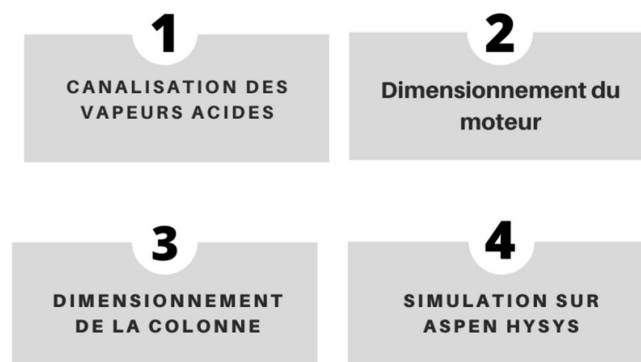 1
CANALISATION DES
VAPEURS ACIDES
2
Dimensionnement du
moteur
3
DIMENSIONNEMENT
DE LA COLONNE
4
SIMULATION SUR
ASPEN HYSYS